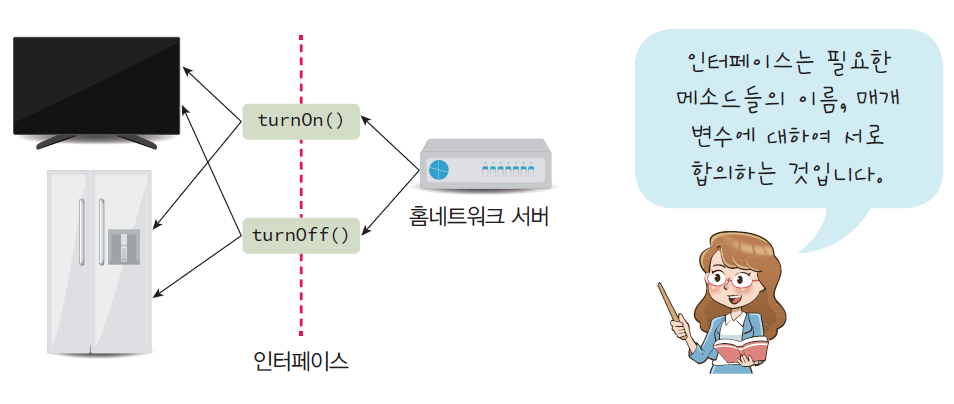 turnOn()
turnOff()
홈네트워크 서버
인터페이스
인터페이스는 필요한
메소드들의 이름, 매개
변수에 대하여 서로
합의하는 것입니다.